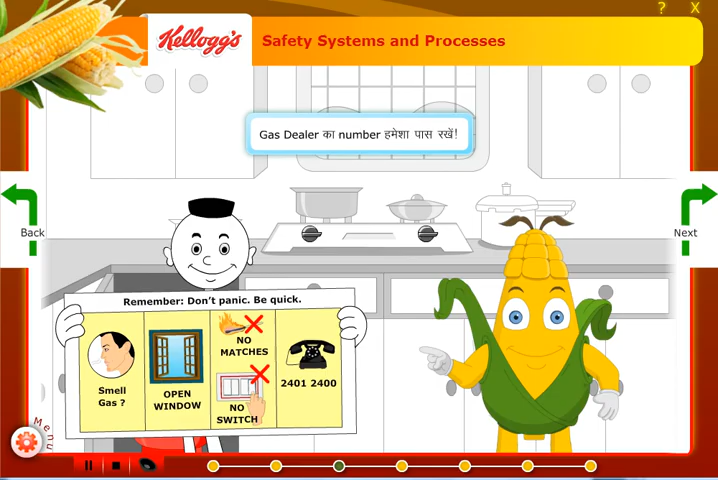 ? X
Kellogg's
Safety Systems and Processes
Gas Dealer का number हमेशा पास रखें!
Back
Next
Remember: Don't panic. Be quick.
Smell
Gas ?
OPEN
WINDOW
NO
MATCHES
NO
SWITCH
2401 2400
Menu